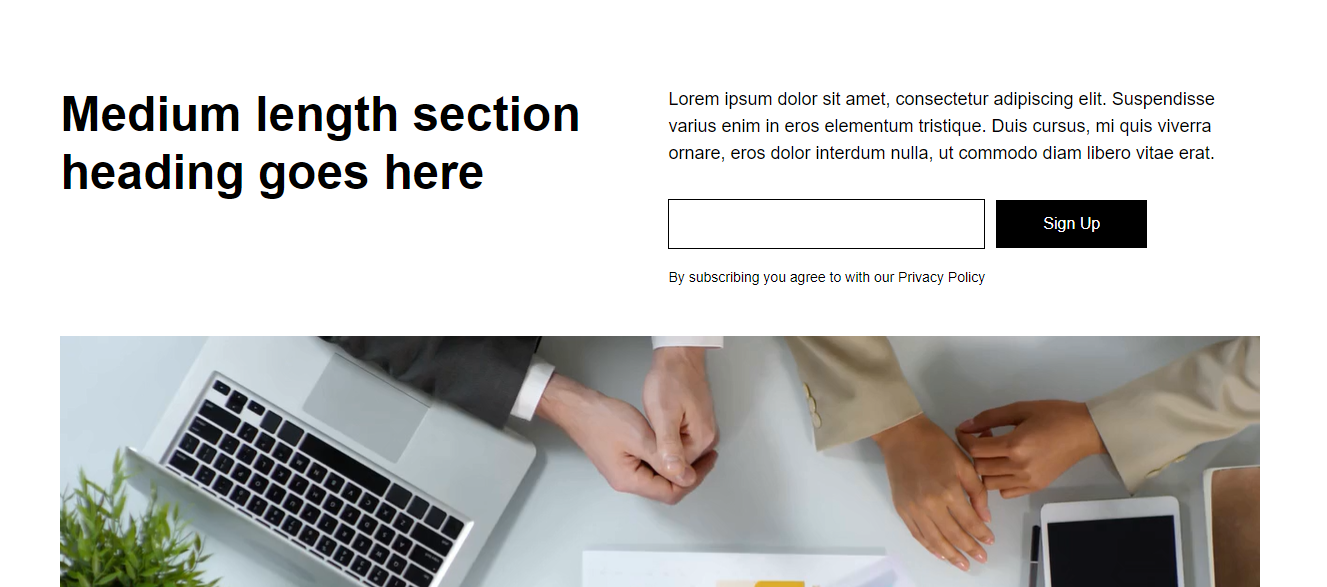 Medium length section
heading goes here
Lorem ipsum dolor sit amet, consectetur adipiscing elit. Suspendisse
varius enim in eros elementum tristique. Duis cursus, mi quis viverra
ornare, eros dolor interdum nulla, ut commodo diam libero vitae erat.
Sign Up
By subscribing you agree to with our Privacy Policy